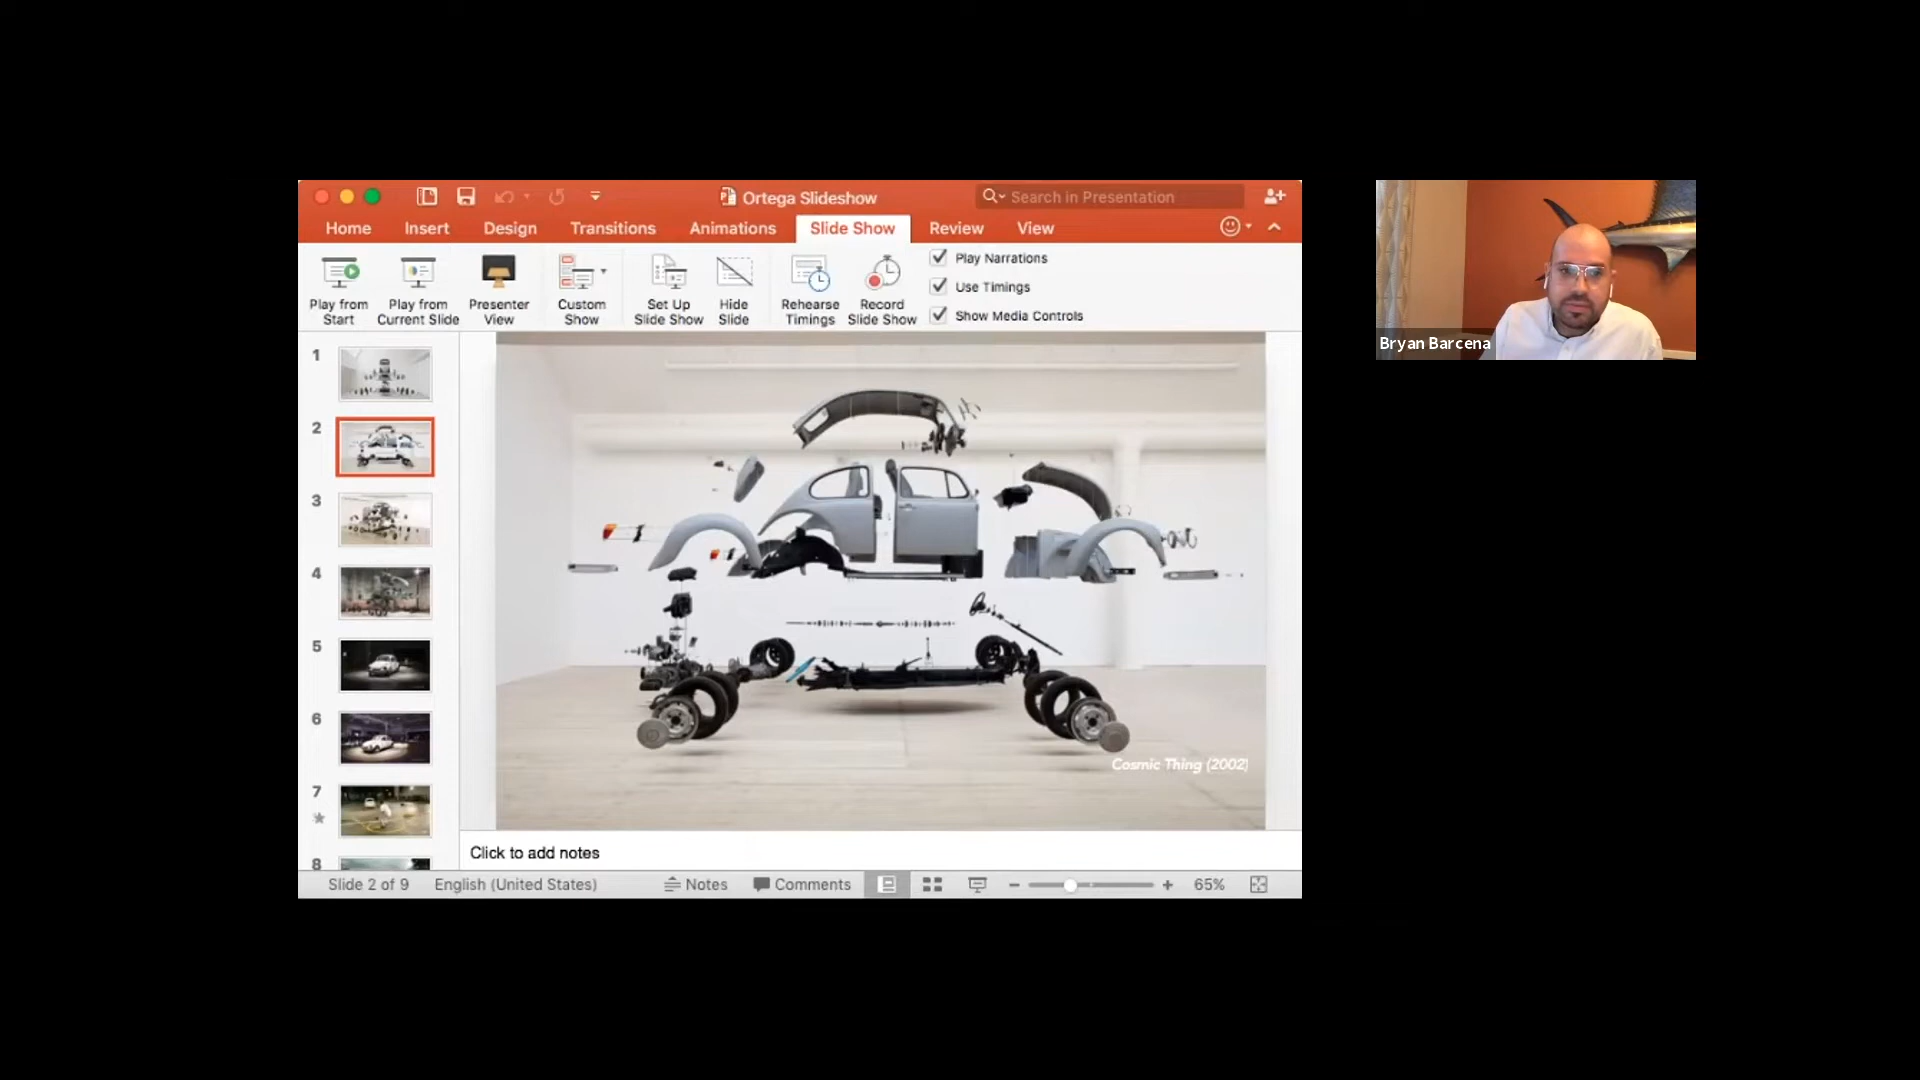 Ortega Slideshow
Search in Presentation
Home Insert Design Transitions Animations Slide Show Review View
Play from Start
Play from Current Slide
Presenter View
Custom Show
Set Up Slide Show
Hide Slide
Rehearse Timings
Record Slide Show
Play Narrations
Use Timings
Show Media Controls
1
2
3
4
5
6
7
8
Cosmic Thing (2002)
Click to add notes
Slide 2 of 9 English (United States) Notes Comments 65%
Bryan Barcena